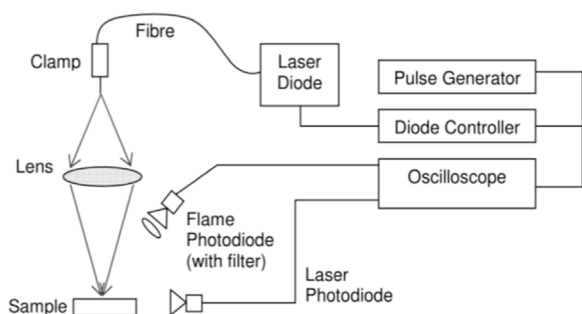 Fibre
Clamp
Laser
Diode
Pulse Generator
Diode Controller
Lens
Oscilloscope
Flame
Photodiode
(with filter)
Laser
Photodiode
Sample